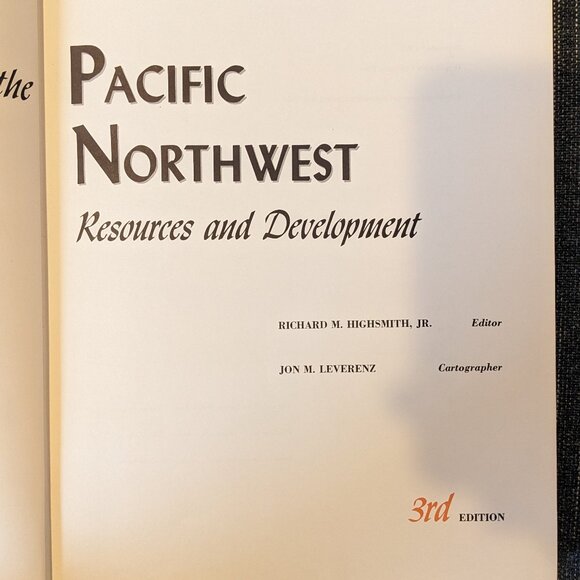 the
PACIFIC
NORTHWEST
Resources and Development
RICHARD M. HIGHSMITH, JR. Editor
JON M. LEVERENZ Cartographer
3rd EDITION